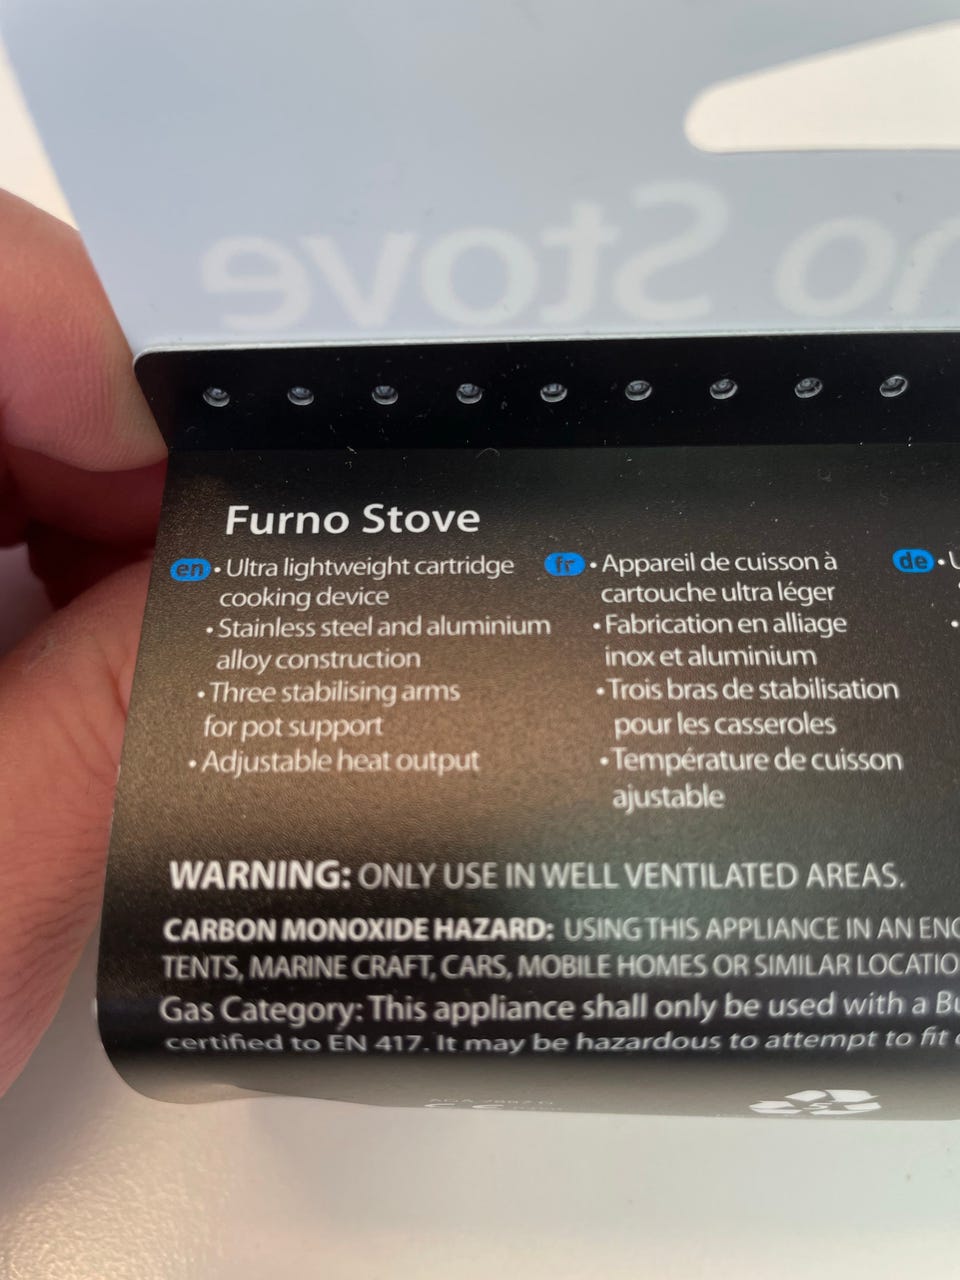 no Stove
Furno Stove
en • Ultra lightweight cartridge
cooking device
• Stainless steel and aluminium
alloy construction
• Three stabilising arms
for pot support
• Adjustable heat output
fr • Appareil de cuisson à
cartouche ultra léger
• Fabrication en alliage
inox et aluminium
• Trois bras de stabilisation
pour les casseroles
• Température de cuisson
ajustable
de •
•
WARNING: ONLY USE IN WELL VENTILATED AREAS.
CARBON MONOXIDE HAZARD: USING THIS APPLIANCE IN AN
TENTS, MARINE CRAFT, CARS, MOBILE HOMES OR SIMILAR
Gas Category: This appliance shall only be used with a
certified to EN 417. It may be hazardous to attempt to fit